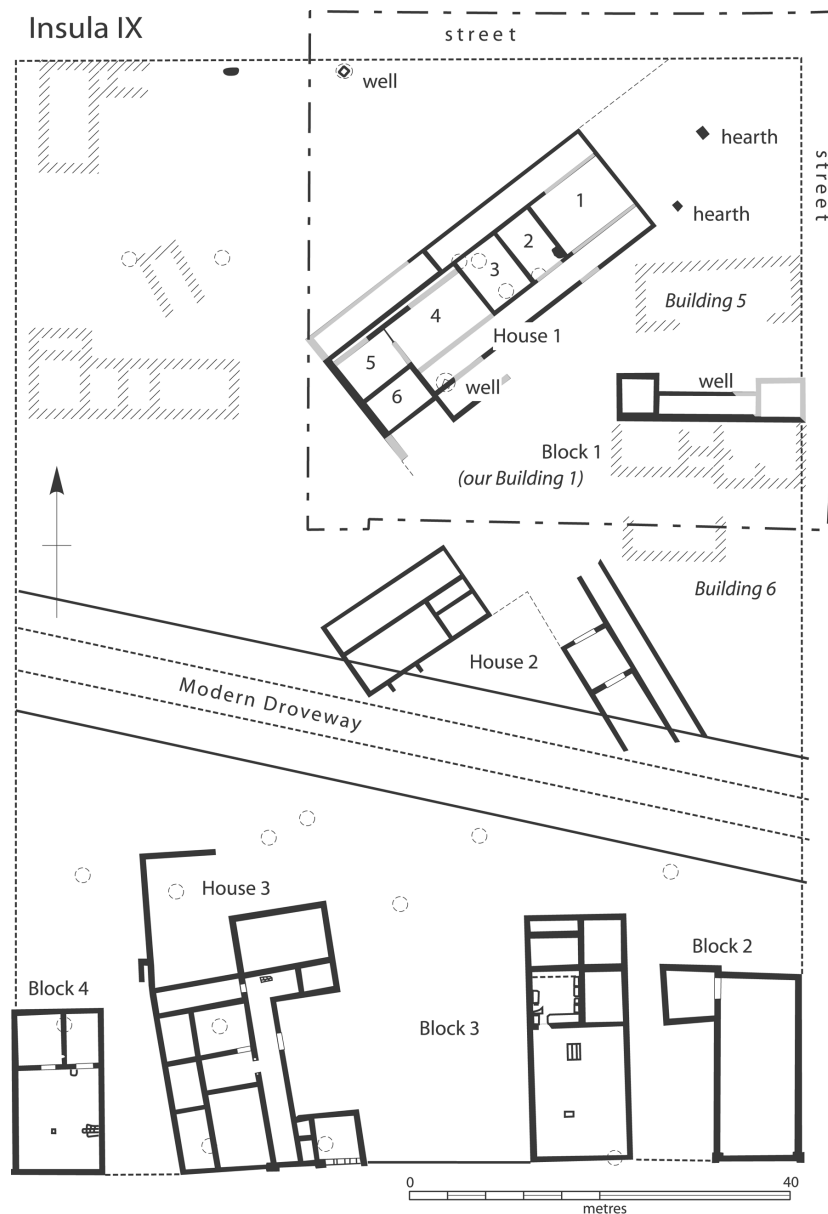 Insula IX
street
well
street
hearth
hearth
1
2
3
4
5
6
House 1
well
Building 5
well
Block 1
(our Building 1)
Building 6
House 2
Modern Droveway
House 3
Block 4
Block 3
Block 2
0 40
metres